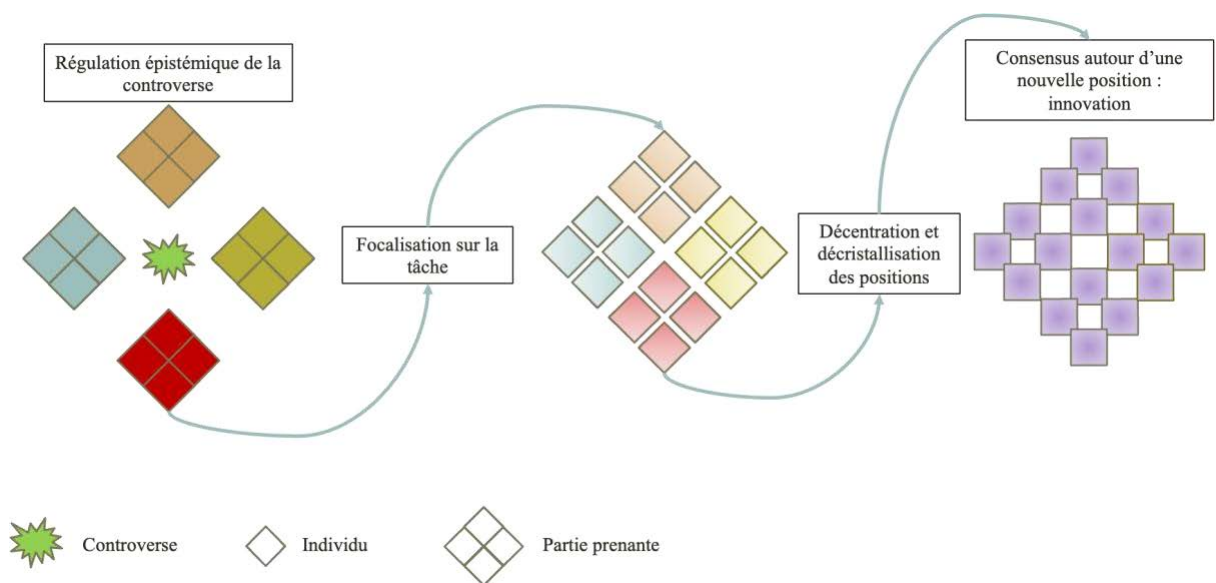 Régulation épistémique de la
controverse
Focalisation sur la
tâche
Décentration et
décristallisation
des positions
Consensus autour d’une
nouvelle position :
innovation
Controverse
Individu
Partie prenante